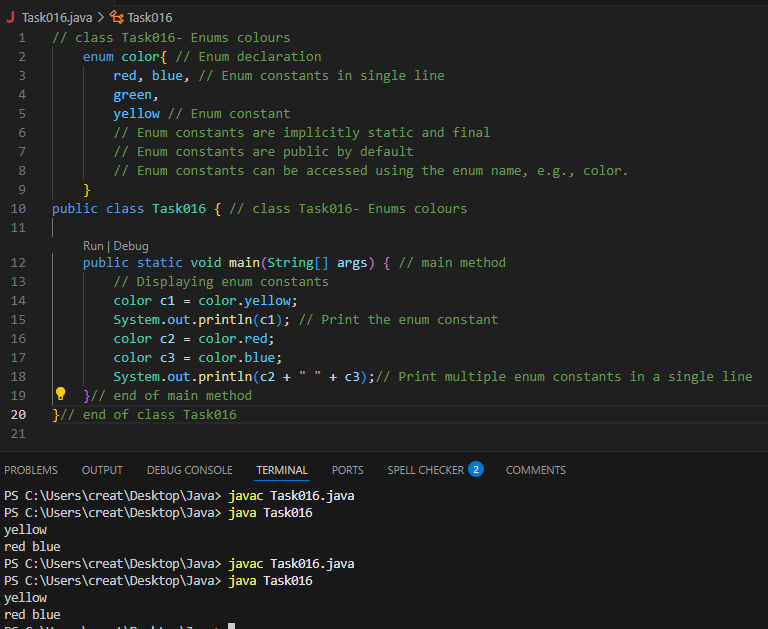 J Task016.java > Task016
1 // class Task016- Enums colours
2 enum color{ // Enum declaration
3 red, blue, // Enum constants in single line
4 green,
5 yellow // Enum constant
6 // Enum constants are implicitly static and final
7 // Enum constants are public by default
8 // Enum constants can be accessed using the enum name, e.g., color.
9 }
10 public class Task016 { // class Task016- Enums colours
11
Run | Debug
12 public static void main(String[] args) { // main method
13 // Displaying enum constants
14 color c1 = color.yellow;
15 System.out.println(c1); // Print the enum constant
16 color c2 = color.red;
17 color c3 = color.blue;
18 System.out.println(c2 + " " + c3);// Print multiple enum constants in a single line
19 }// end of main method
20 }// end of class Task016
21
PROBLEMS OUTPUT DEBUG CONSOLE TERMINAL PORTS SPELL CHECKER 2 COMMENTS
PS C:\Users\creat\Desktop\Java> javac Task016.java
PS C:\Users\creat\Desktop\Java> java Task016
yellow
red blue
PS C:\Users\creat\Desktop\Java> javac Task016.java
PS C:\Users\creat\Desktop\Java> java Task016
yellow
red blue